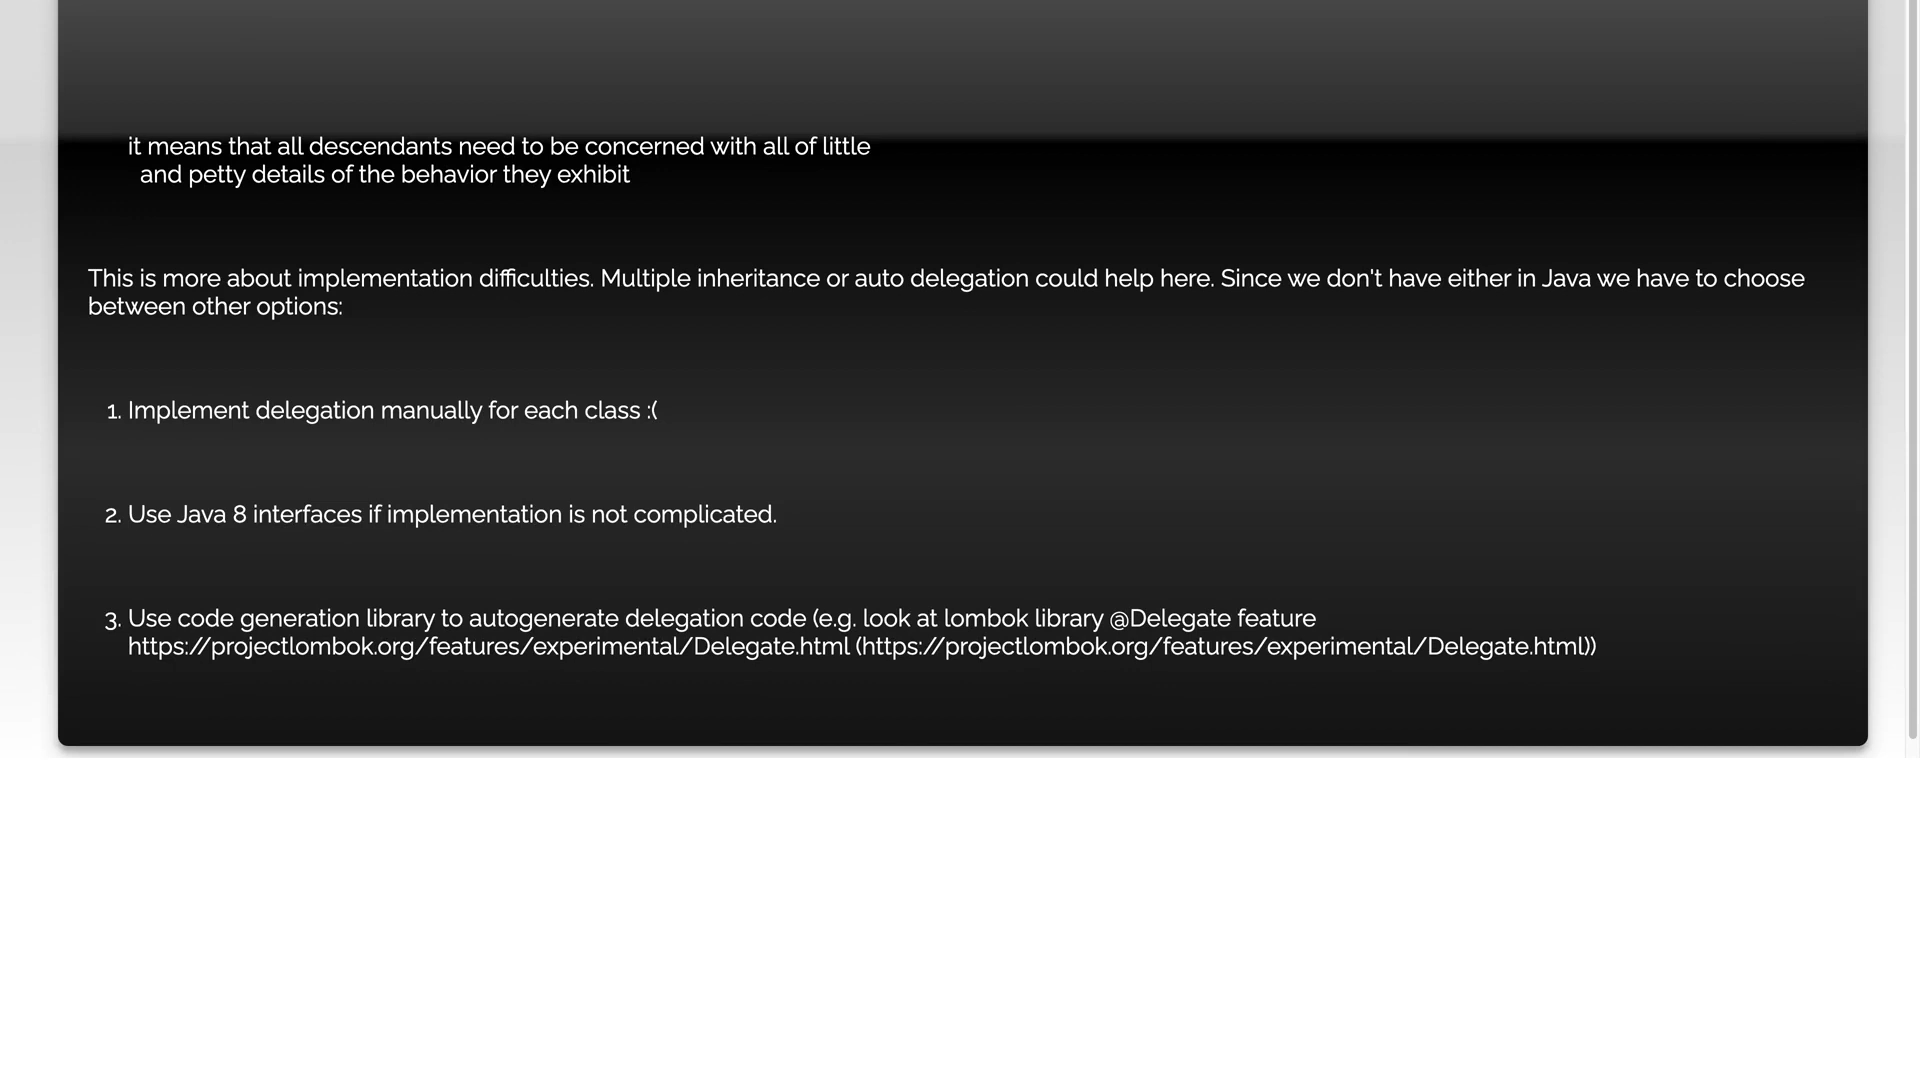 it means that all descendants need to be concerned with all of little
and petty details of the behavior they exhibit
This is more about implementation difficulties. Multiple inheritance or auto delegation could help here. Since we don't have either in Java we have to choose
between other options:
1. Implement delegation manually for each class :(
2. Use Java 8 interfaces if implementation is not complicated.
3. Use code generation library to autogenerate delegation code (e.g. look at lombok library @Delegate feature
https://projectlombok.org/features/experimental/Delegate.html (https://projectlombok.org/features/experimental/Delegate.html))